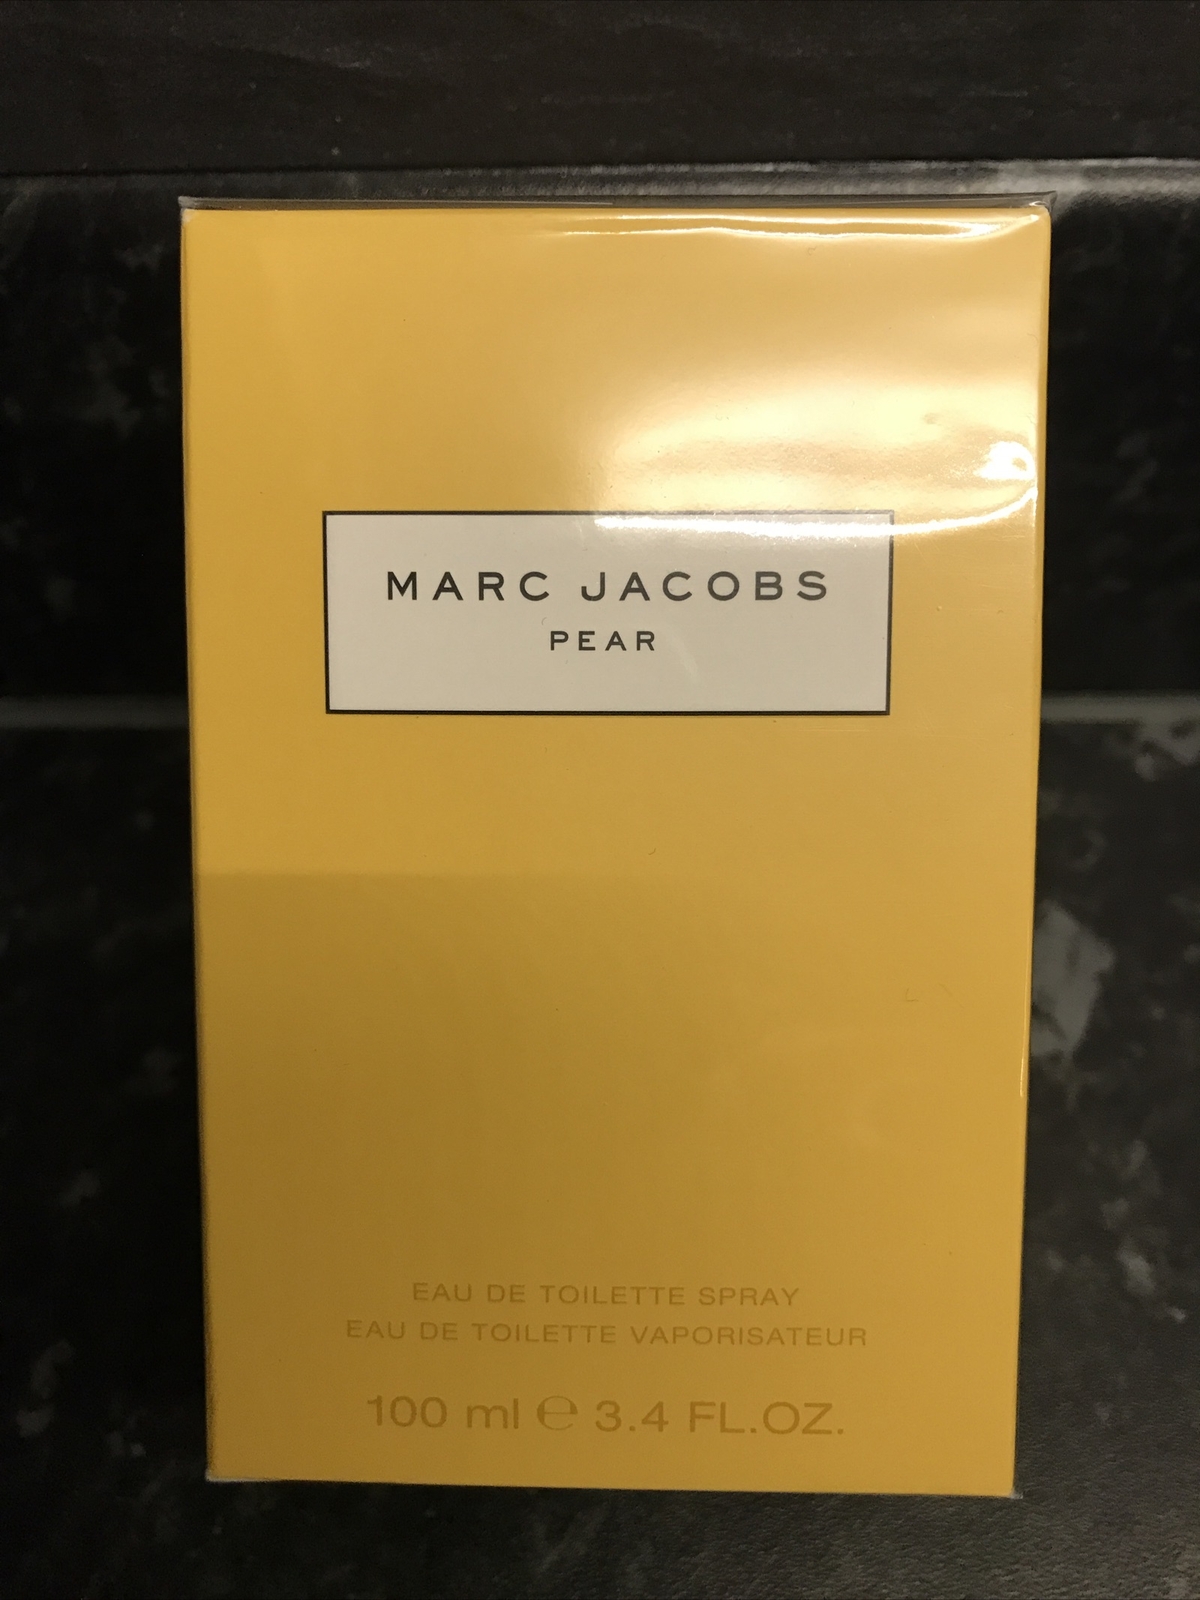 MARC JACOBS
PEAR
EAU DE TOILETTE SPRAY
EAU DE TOILETTE VAPORISATEUR
100 ml ℮ 3.4 FL.OZ.